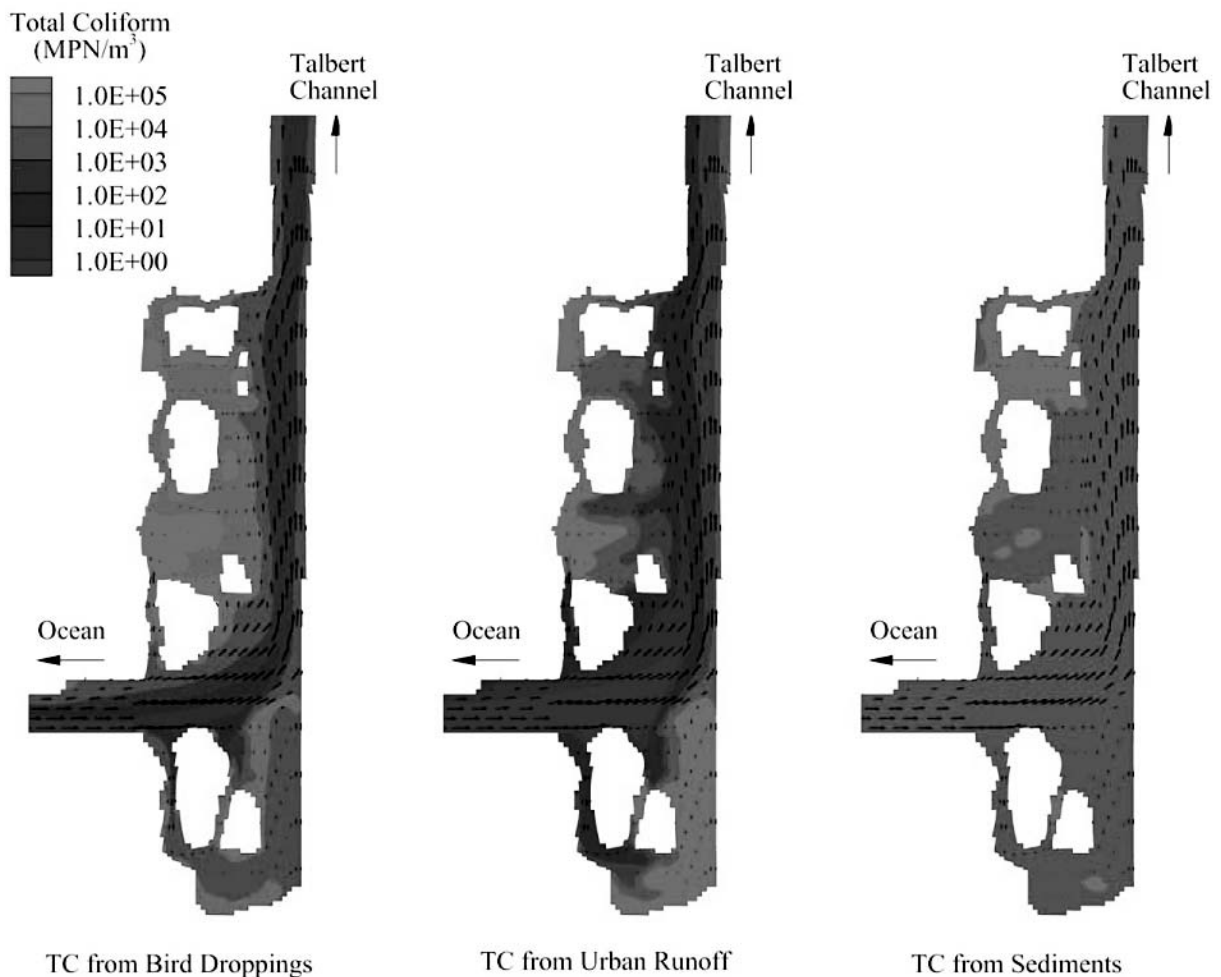 Total Coliform
(MPN/m³)
1.0E+05
1.0E+04
1.0E+03
1.0E+02
1.0E+01
1.0E+00
Talbert
Channel
Ocean
TC from Bird Droppings
Talbert
Channel
Ocean
TC from Urban Runoff
Talbert
Channel
Ocean
TC from Sediments